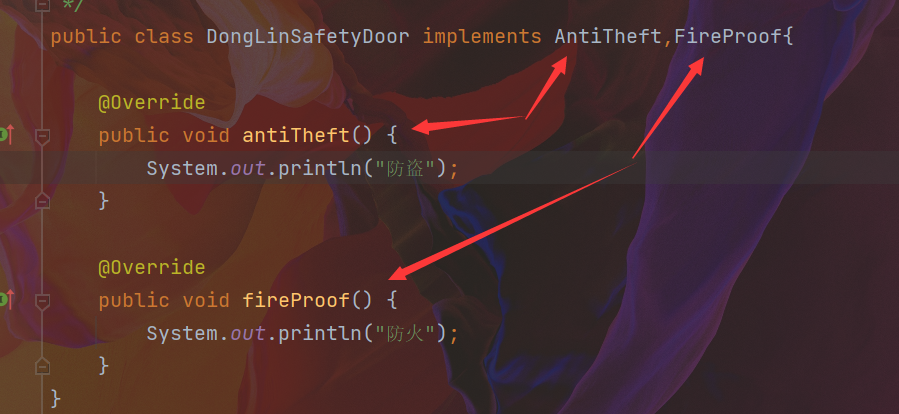 */
public class DongLinSafetyDoor implements AntiTheft,FireProof{
@Override
public void antiTheft() {
System.out.println("防盗");
}
@Override
public void fireProof() {
System.out.println("防火");
}
}